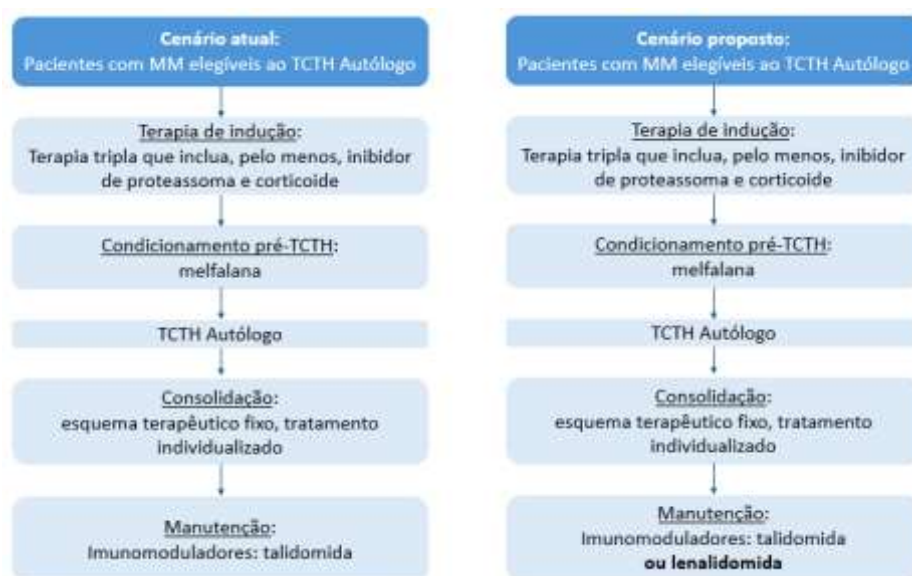 Cenário atual:
Pacientes com MM elegíveis ao TCTH Autólogo
Terapia de indução:
Terapia tripla que inclua, pelo menos, inibidor
de proteassoma e corticoide
Condicionamento pré-TCTH:
melfalana
TCTH Autólogo
Consolidação:
esquema terapêutico fixo, tratamento
individualizado
Manutenção:
Imunomoduladores: talidomida
Cenário proposto:
Pacientes com MM elegíveis ao TCTH Autólogo
Terapia de indução:
Terapia tripla que inclua, pelo menos, inibidor
de proteassoma e corticoide
Condicionamento pré-TCTH:
melfalana
TCTH Autólogo
Consolidação:
esquema terapêutico fixo, tratamento
individualizado
Manutenção:
Imunomoduladores: talidomida
ou lenalidomida